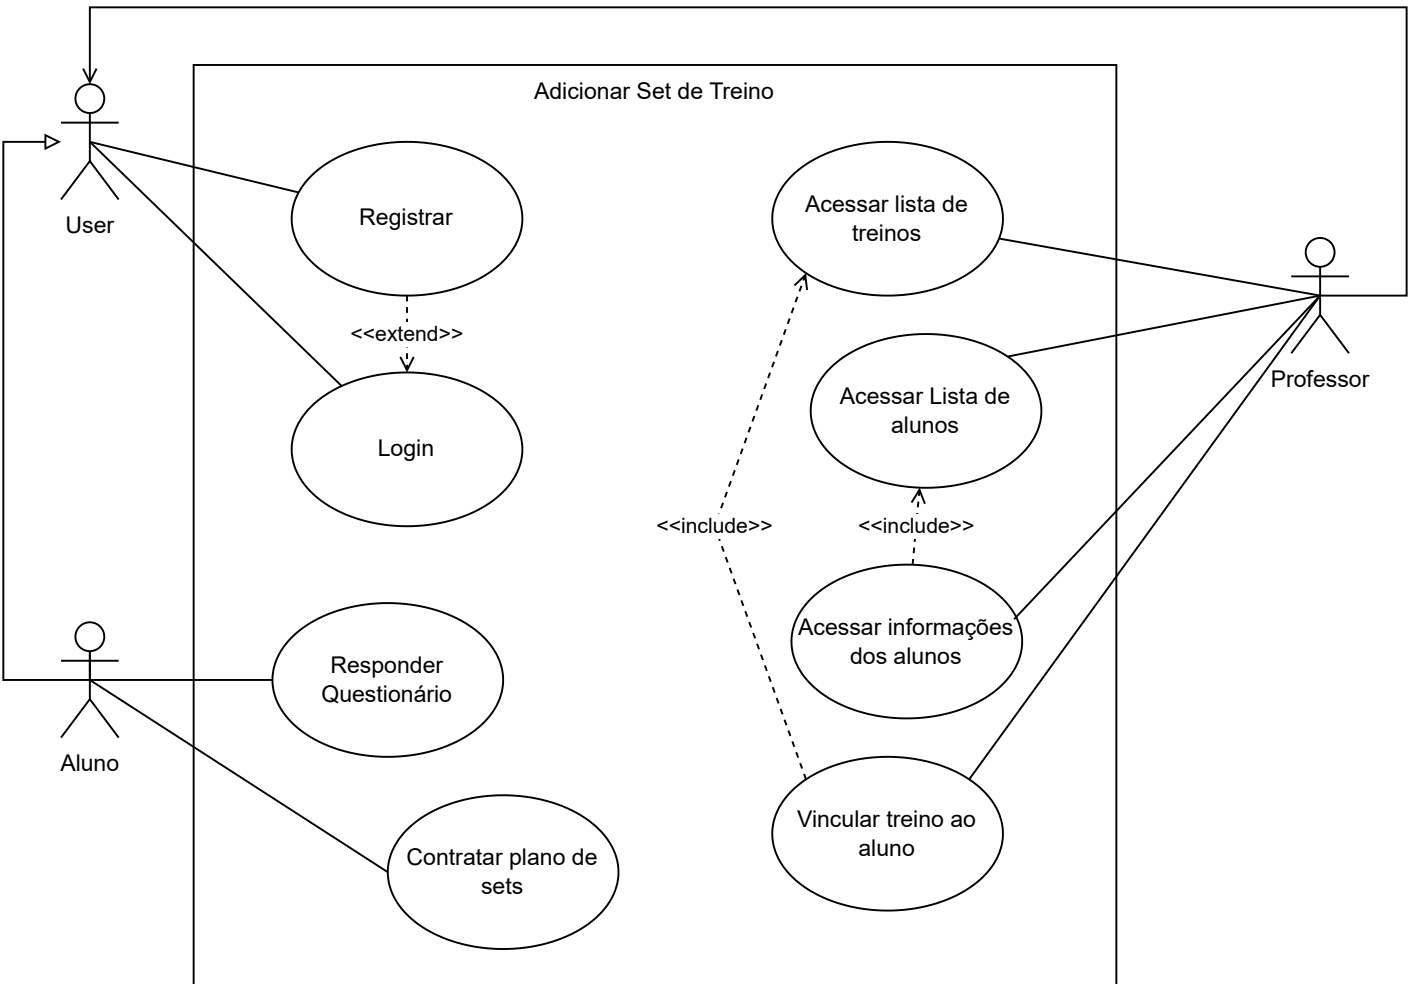 Adicionar Set de Treino
User
Registrar
<<extend>>
Login
Acessar lista de
treinos
Professor
Acessar Lista de
alunos
<<include>>
<<include>>
Acessar informações
dos alunos
Aluno
Responder
Questionário
Vincular treino ao
aluno
Contratar plano de
sets